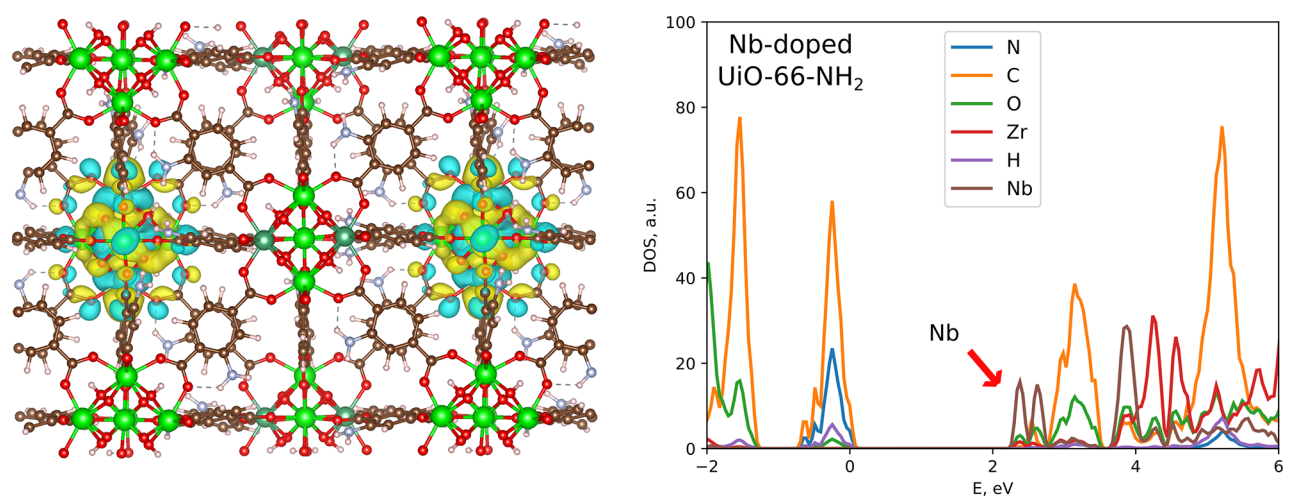 Nb-doped
UiO-66-NH₂
N
C
O
Zr
H
Nb
Nb
DOS, a.u.
100
80
60
40
20
0
−2
0
2
4
6
E, eV